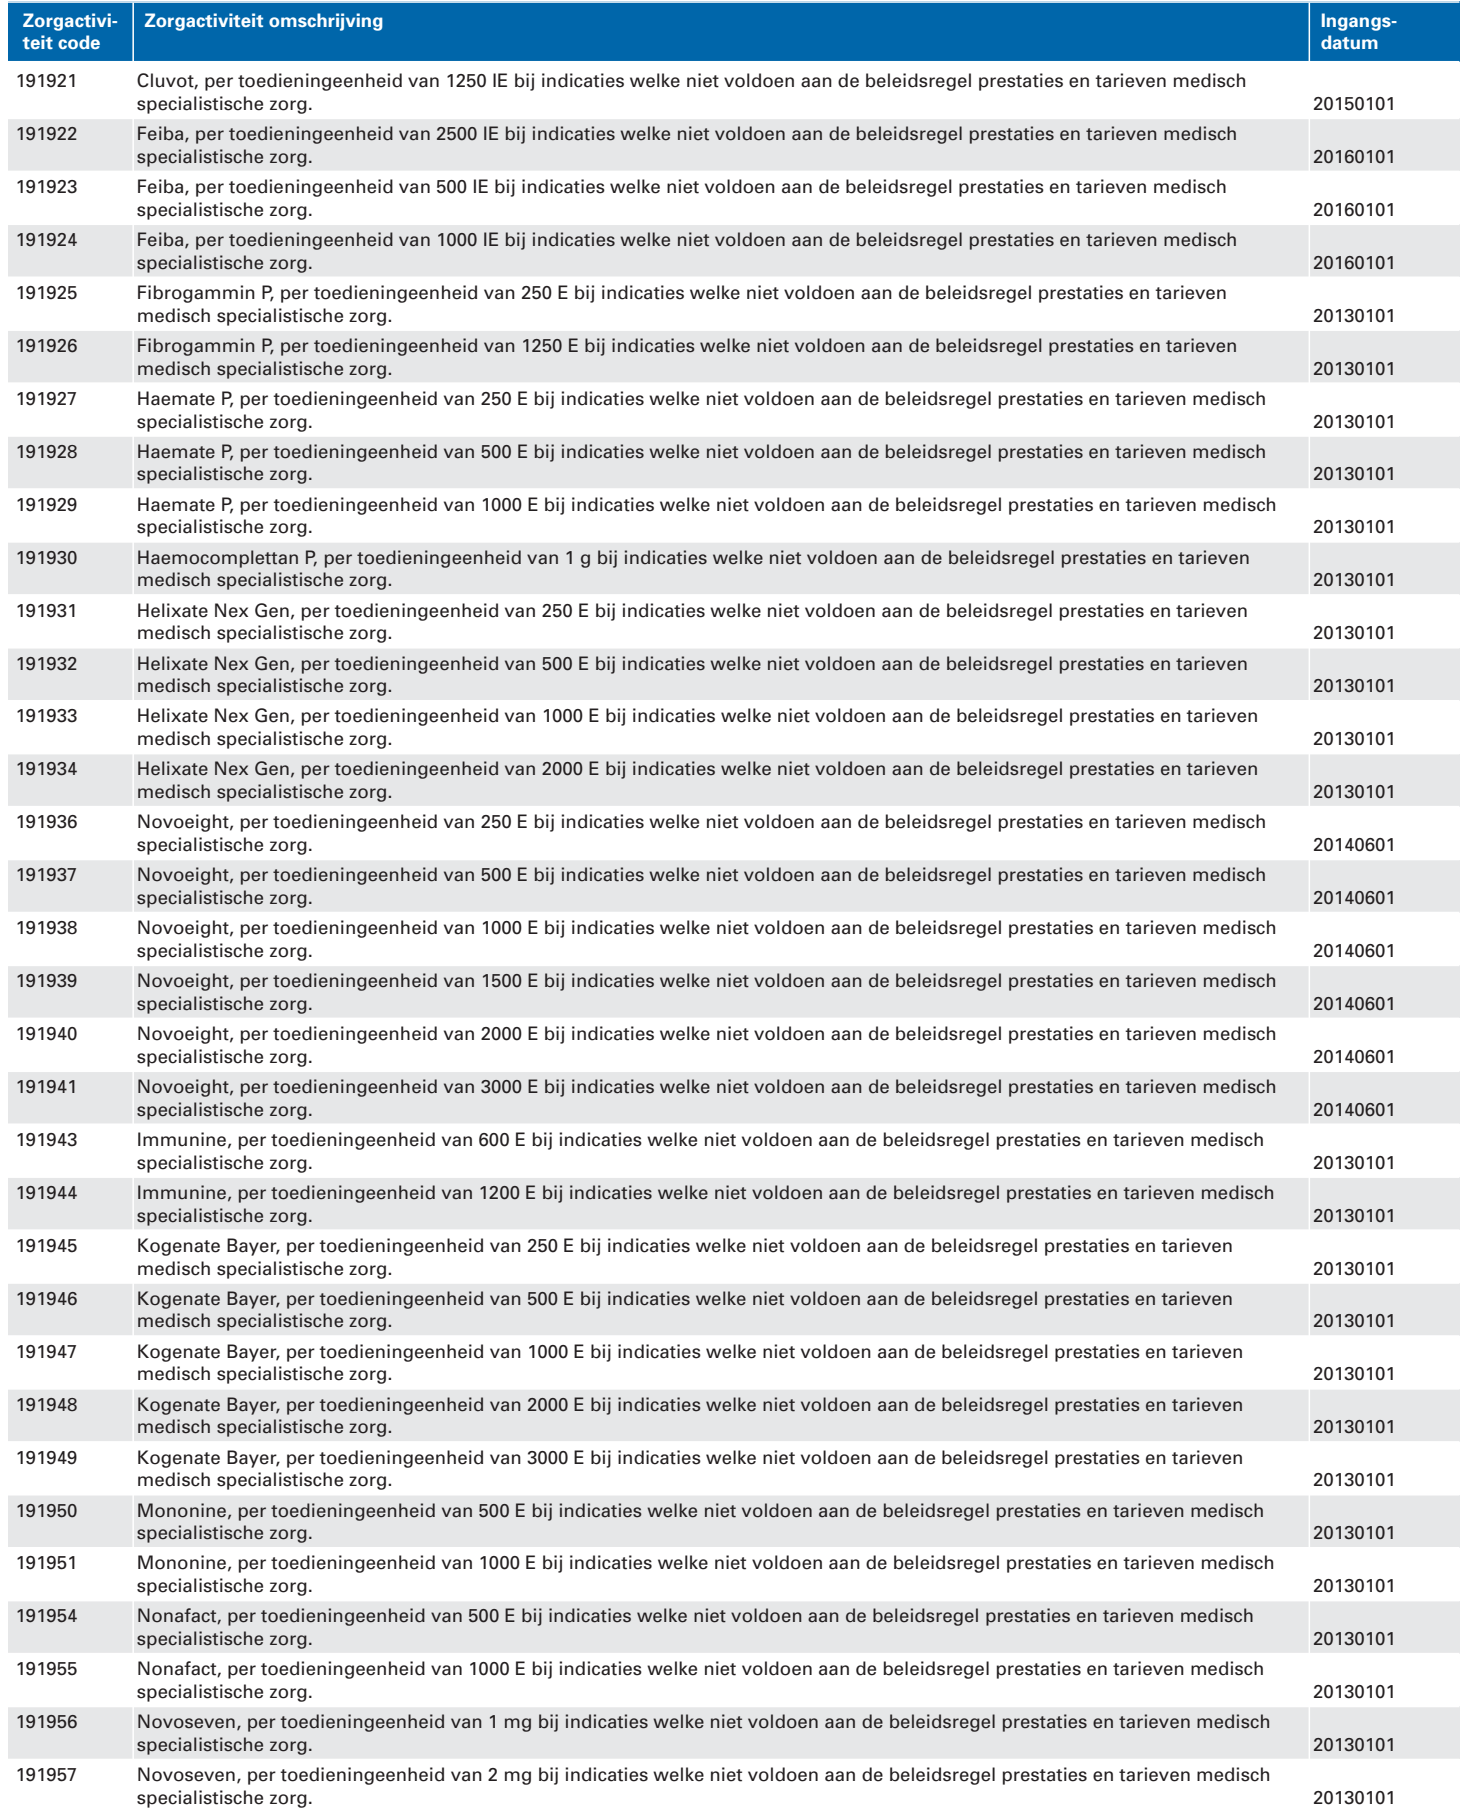 Zorgactivi-
teit code
Zorgactiviteit omschrijving
Ingangs-
datum
191921 Cluvot, per toedieningeenheid van 1250 IE bij indicaties welke niet voldoen aan de beleidsregel prestaties en tarieven medisch
specialistische zorg. 20150101
191922 Feiba, per toedieningeenheid van 2500 IE bij indicaties welke niet voldoen aan de beleidsregel prestaties en tarieven medisch
specialistische zorg. 20160101
191923 Feiba, per toedieningeenheid van 500 IE bij indicaties welke niet voldoen aan de beleidsregel prestaties en tarieven medisch
specialistische zorg. 20160101
191924 Feiba, per toedieningeenheid van 1000 IE bij indicaties welke niet voldoen aan de beleidsregel prestaties en tarieven medisch
specialistische zorg. 20160101
191925 Fibrogammin P, per toedieningeenheid van 250 E bij indicaties welke niet voldoen aan de beleidsregel prestaties en tarieven
medisch specialistische zorg. 20130101
191926 Fibrogammin P, per toedieningeenheid van 1250 E bij indicaties welke niet voldoen aan de beleidsregel prestaties en tarieven
medisch specialistische zorg. 20130101
191927 Haemate P, per toedieningeenheid van 250 E bij indicaties welke niet voldoen aan de beleidsregel prestaties en tarieven medisch
specialistische zorg. 20130101
191928 Haemate P, per toedieningeenheid van 500 E bij indicaties welke niet voldoen aan de beleidsregel prestaties en tarieven medisch
specialistische zorg. 20130101
191929 Haemate P, per toedieningeenheid van 1000 E bij indicaties welke niet voldoen aan de beleidsregel prestaties en tarieven medisch
specialistische zorg. 20130101
191930 Haemocomplettan P, per toedieningeenheid van 1 g bij indicaties welke niet voldoen aan de beleidsregel prestaties en tarieven
medisch specialistische zorg. 20130101
191931 Helixate Nex Gen, per toedieningeenheid van 250 E bij indicaties welke niet voldoen aan de beleidsregel prestaties en tarieven
medisch specialistische zorg. 20130101
191932 Helixate Nex Gen, per toedieningeenheid van 500 E bij indicaties welke niet voldoen aan de beleidsregel prestaties en tarieven
medisch specialistische zorg. 20130101
191933 Helixate Nex Gen, per toedieningeenheid van 1000 E bij indicaties welke niet voldoen aan de beleidsregel prestaties en tarieven
medisch specialistische zorg. 20130101
191934 Helixate Nex Gen, per toedieningeenheid van 2000 E bij indicaties welke niet voldoen aan de beleidsregel prestaties en tarieven
medisch specialistische zorg. 20130101
191936 Novoeight, per toedieningeenheid van 250 E bij indicaties welke niet voldoen aan de beleidsregel prestaties en tarieven medisch
specialistische zorg. 20140601
191937 Novoeight, per toedieningeenheid van 500 E bij indicaties welke niet voldoen aan de beleidsregel prestaties en tarieven medisch
specialistische zorg. 20140601
191938 Novoeight, per toedieningeenheid van 1000 E bij indicaties welke niet voldoen aan de beleidsregel prestaties en tarieven medisch
specialistische zorg. 20140601
191939 Novoeight, per toedieningeenheid van 1500 E bij indicaties welke niet voldoen aan de beleidsregel prestaties en tarieven medisch
specialistische zorg. 20140601
191940 Novoeight, per toedieningeenheid van 2000 E bij indicaties welke niet voldoen aan de beleidsregel prestaties en tarieven medisch
specialistische zorg. 20140601
191941 Novoeight, per toedieningeenheid van 3000 E bij indicaties welke niet voldoen aan de beleidsregel prestaties en tarieven medisch
specialistische zorg. 20140601
191943 Immunine, per toedieningeenheid van 600 E bij indicaties welke niet voldoen aan de beleidsregel prestaties en tarieven medisch
specialistische zorg. 20130101
191944 Immunine, per toedieningeenheid van 1200 E bij indicaties welke niet voldoen aan de beleidsregel prestaties en tarieven medisch
specialistische zorg. 20130101
191945 Kogenate Bayer, per toedieningeenheid van 250 E bij indicaties welke niet voldoen aan de beleidsregel prestaties en tarieven
medisch specialistische zorg. 20130101
191946 Kogenate Bayer, per toedieningeenheid van 500 E bij indicaties welke niet voldoen aan de beleidsregel prestaties en tarieven
medisch specialistische zorg. 20130101
191947 Kogenate Bayer, per toedieningeenheid van 1000 E bij indicaties welke niet voldoen aan de beleidsregel prestaties en tarieven
medisch specialistische zorg. 20130101
191948 Kogenate Bayer, per toedieningeenheid van 2000 E bij indicaties welke niet voldoen aan de beleidsregel prestaties en tarieven
medisch specialistische zorg. 20130101
191949 Kogenate Bayer, per toedieningeenheid van 3000 E bij indicaties welke niet voldoen aan de beleidsregel prestaties en tarieven
medisch specialistische zorg. 20130101
191950 Mononine, per toedieningeenheid van 500 E bij indicaties welke niet voldoen aan de beleidsregel prestaties en tarieven medisch
specialistische zorg. 20130101
191951 Mononine, per toedieningeenheid van 1000 E bij indicaties welke niet voldoen aan de beleidsregel prestaties en tarieven medisch
specialistische zorg. 20130101
191954 Nonafact, per toedieningeenheid van 500 E bij indicaties welke niet voldoen aan de beleidsregel prestaties en tarieven medisch
specialistische zorg. 20130101
191955 Nonafact, per toedieningeenheid van 1000 E bij indicaties welke niet voldoen aan de beleidsregel prestaties en tarieven medisch
specialistische zorg. 20130101
191956 Novoseven, per toedieningeenheid van 1 mg bij indicaties welke niet voldoen aan de beleidsregel prestaties en tarieven medisch
specialistische zorg. 20130101
191957 Novoseven, per toedieningeenheid van 2 mg bij indicaties welke niet voldoen aan de beleidsregel prestaties en tarieven medisch
specialistische zorg. 20130101